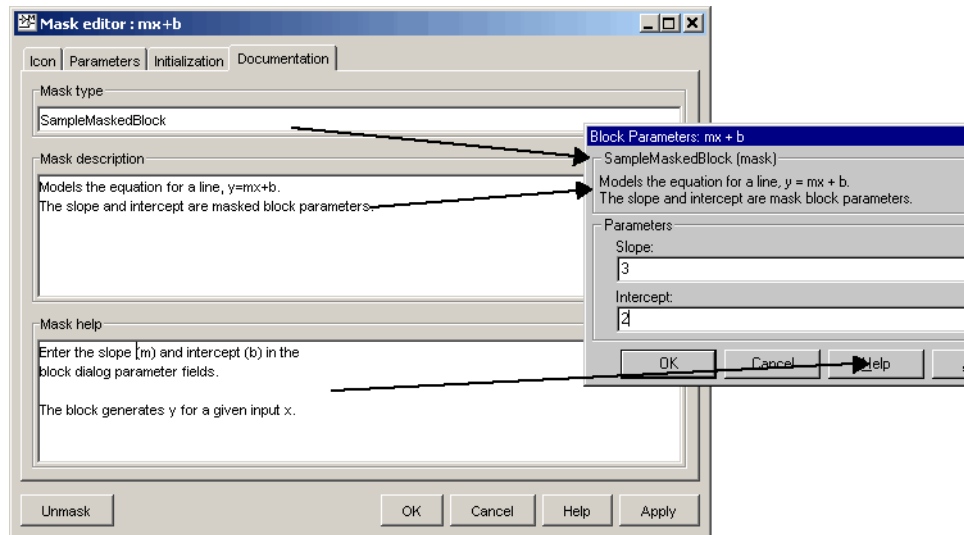 Mask editor : mx+b
Icon Parameters Initialization Documentation
Mask type
SampleMaskedBlock
Mask description
Models the equation for a line, y=mx+b.
The slope and intercept are masked block parameters.
Mask help
Enter the slope (m) and intercept (b) in the
block dialog parameter fields.
The block generates y for a given input x.
Unmask OK Cancel Help Apply
Block Parameters: mx + b
SampleMaskedBlock (mask)
Models the equation for a line, y = mx + b.
The slope and intercept are mask block parameters.
Parameters
Slope:
3
Intercept:
2
OK Cancel Help